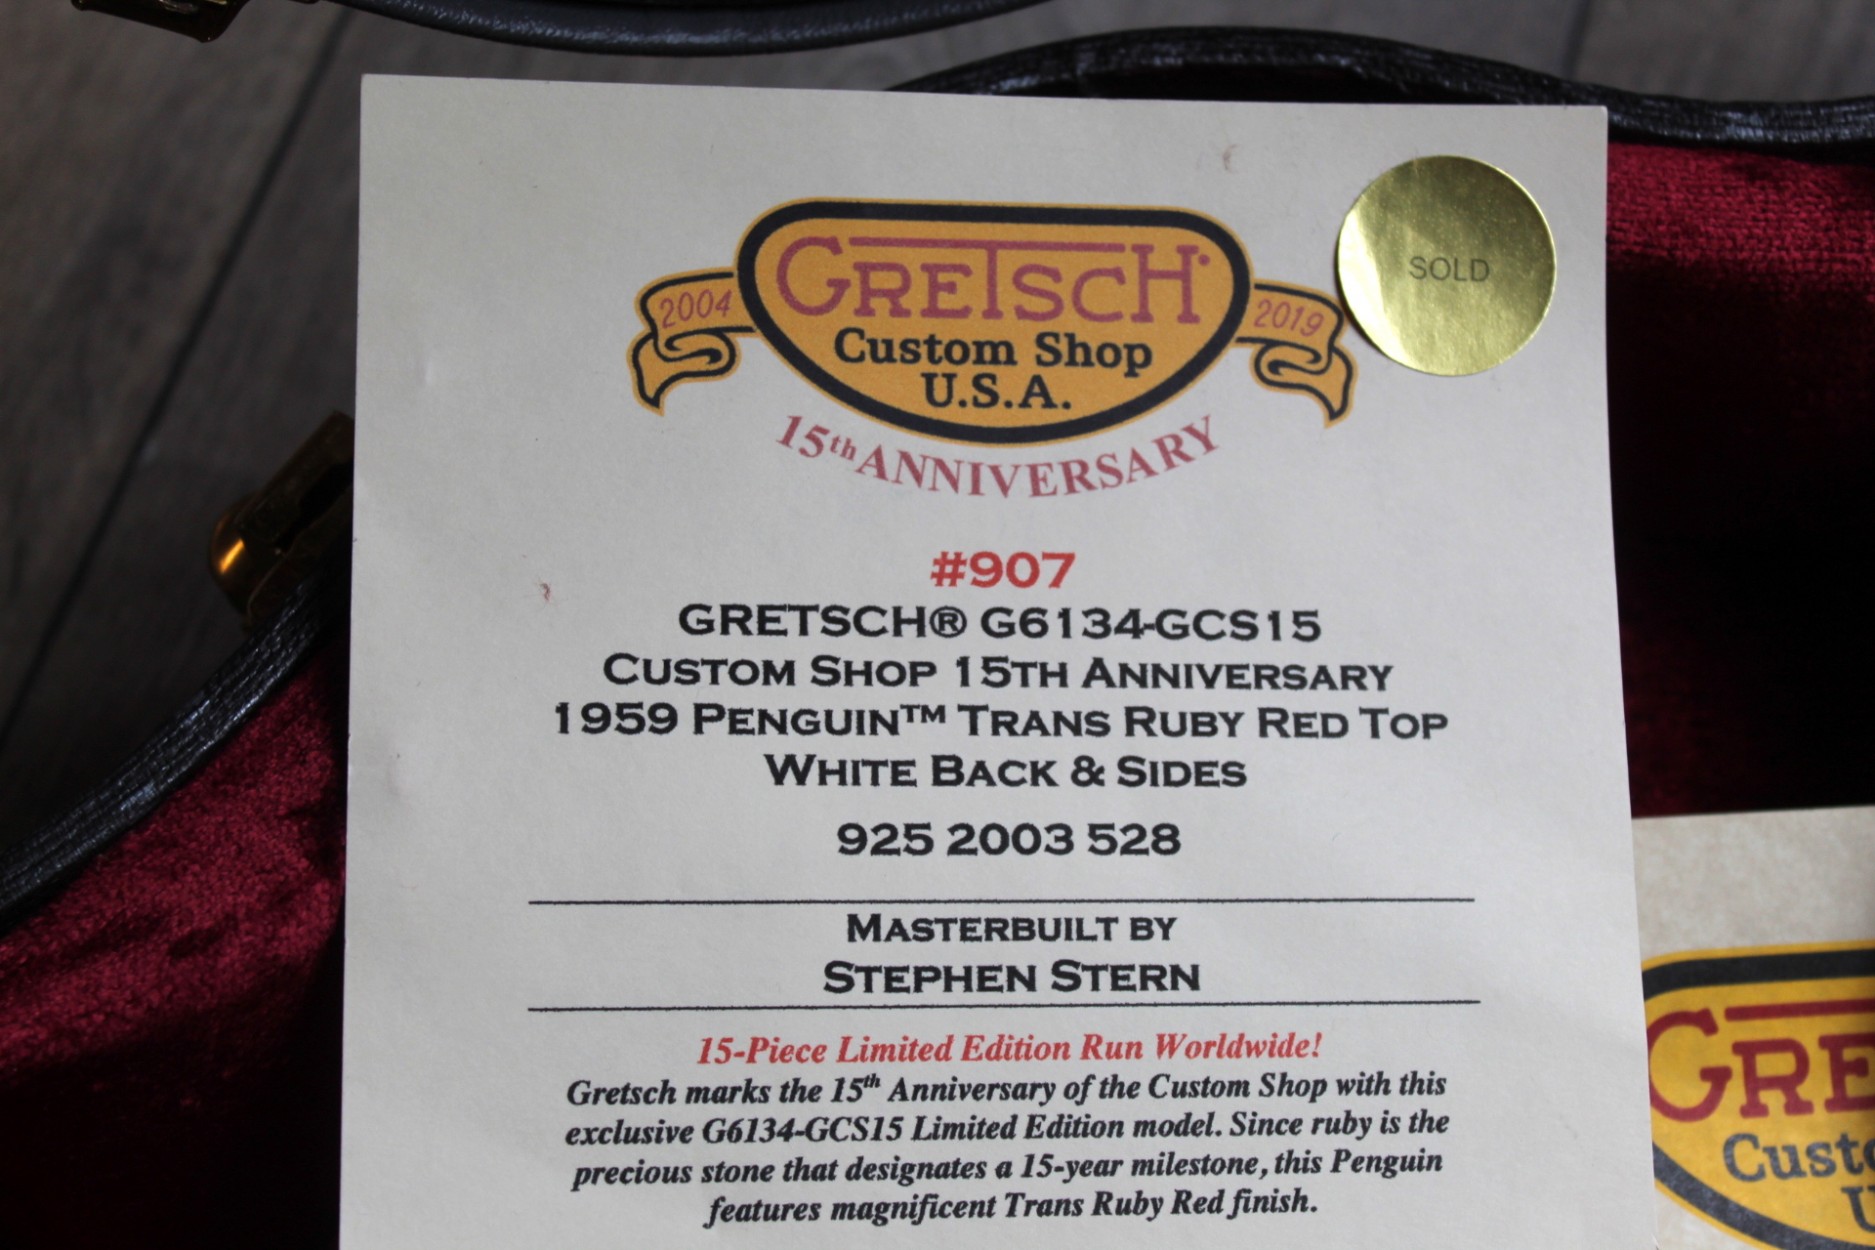 2004 GRETSCH 2019
SOLD
Custom Shop
U.S.A.
15th ANNIVERSARY
#907
GRETSCH® G6134-GCS15
CUSTOM SHOP 15TH ANNIVERSARY
1959 PENGUIN™ TRANS RUBY RED TOP
WHITE BACK & SIDES
925 2003 528
MASTERBUILT BY
STEPHEN STERN
15-Piece Limited Edition Run Worldwide!
Gretsch marks the 15th Anniversary of the Custom Shop with this
exclusive G6134-GCS15 Limited Edition model. Since ruby is the
precious stone that designates a 15-year milestone, this Penguin
features magnificent Trans Ruby Red finish.
GRE
Custo
U